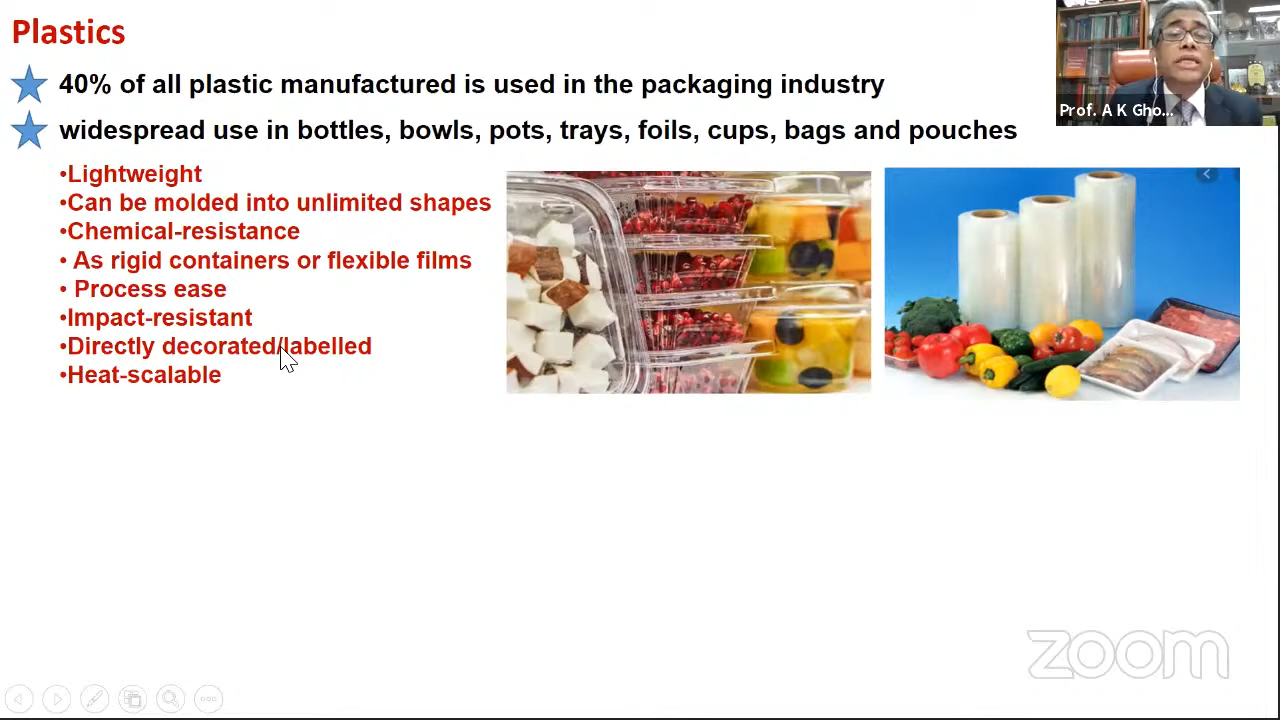 Plastics
40% of all plastic manufactured is used in the packaging industry
widespread use in bottles, bowls, pots, trays, foils, cups, bags and pouches
•Lightweight
•Can be molded into unlimited shapes
•Chemical-resistance
• As rigid containers or flexible films
• Process ease
•Impact-resistant
•Directly decorated/labelled
•Heat-scalable
Prof. A K Gho...
zoom